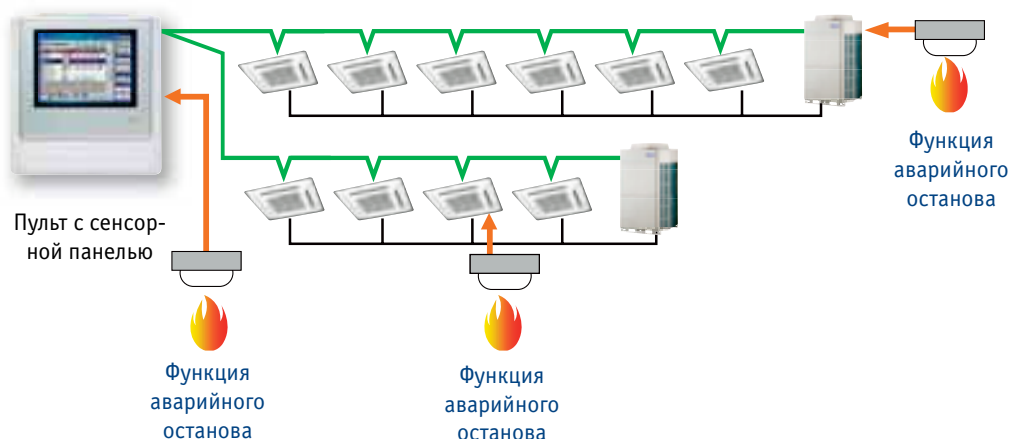 Функция
аварийного
останова
Пульт с сенсор-
ной панелью
Функция
аварийного
останова
Функция
аварийного
останова